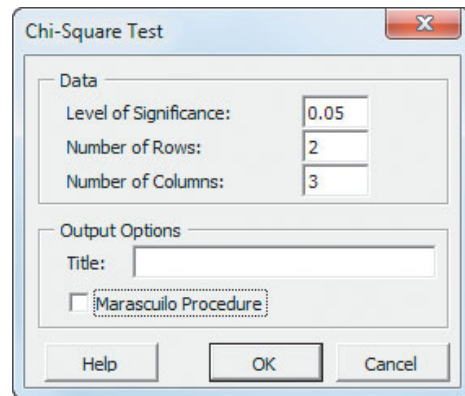 Chi-Square Test
Data
Level of Significance: 0.05
Number of Rows: 2
Number of Columns: 3
Output Options
Title:
Marascuilo Procedure
Help OK Cancel